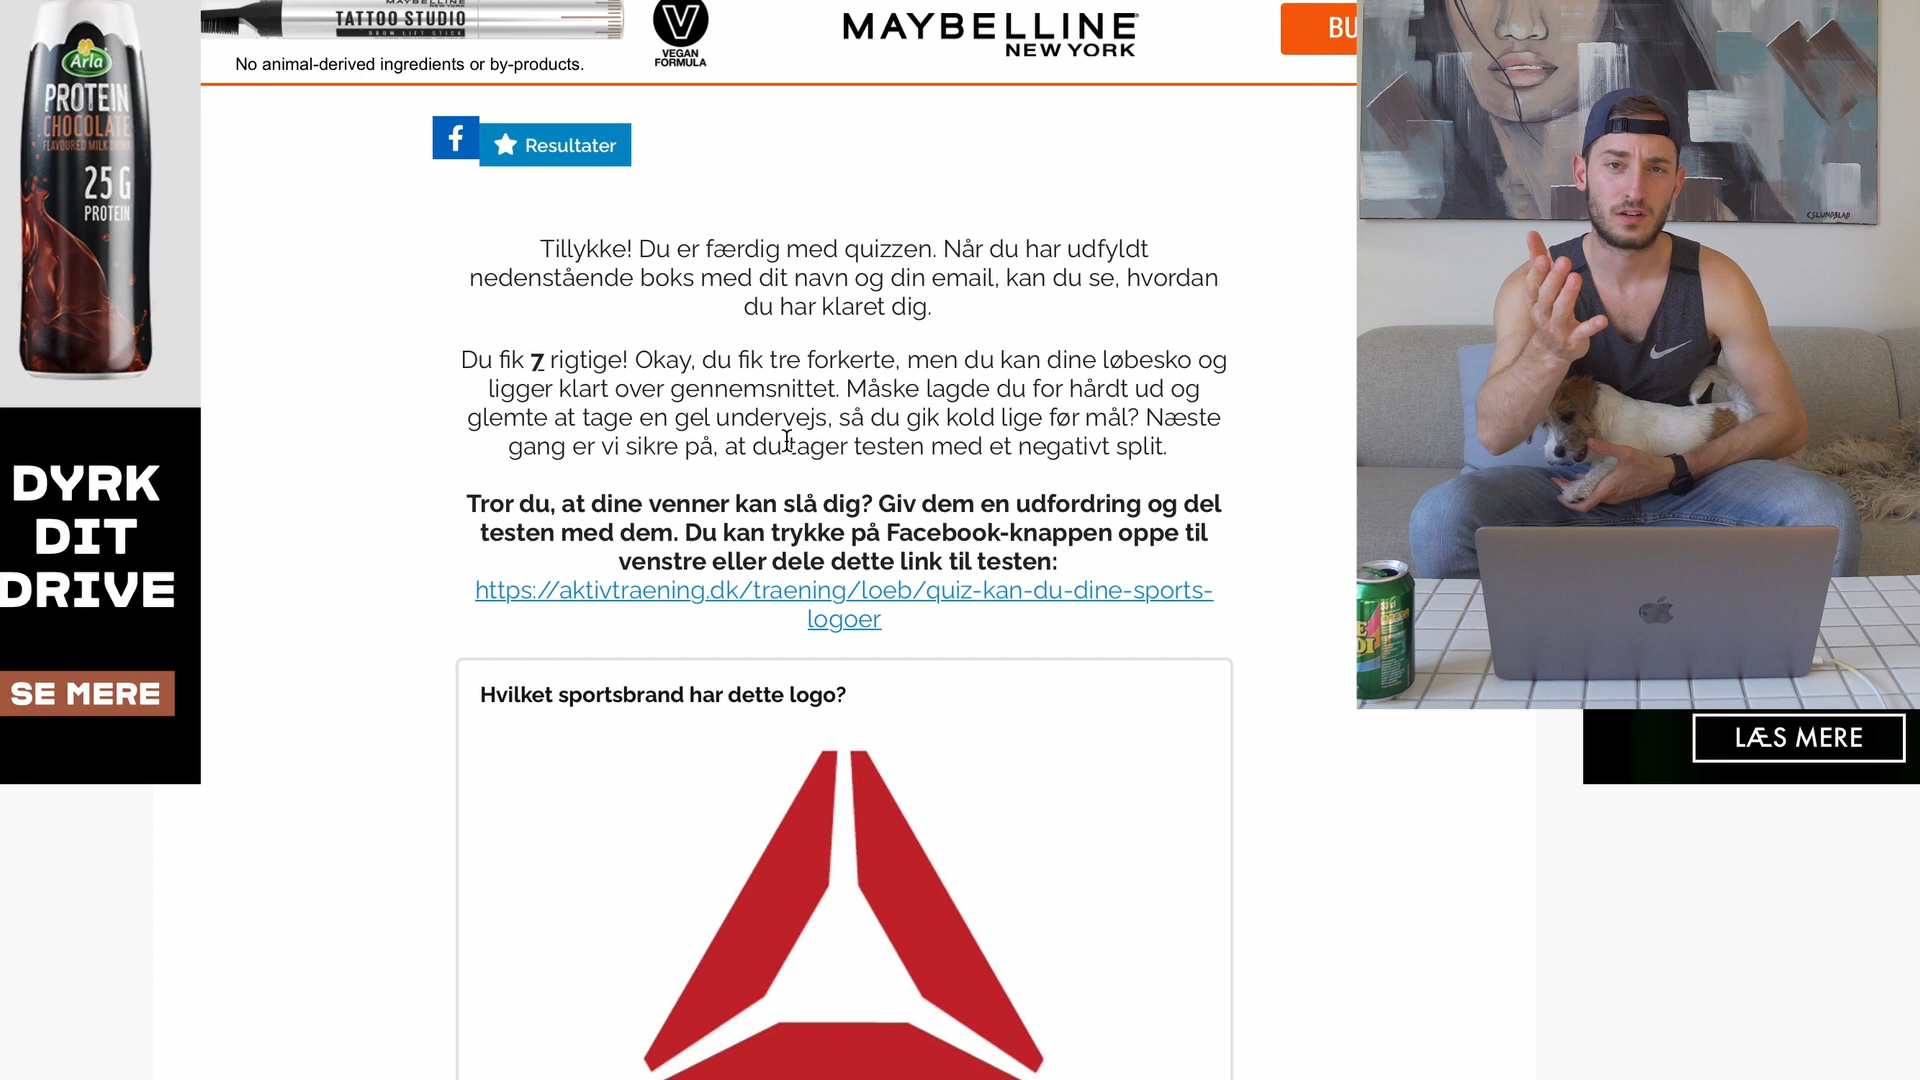 MAYBELLINE
TATTOO STUDIO
BROW LIFT STICK
V
VEGAN
FORMULA
MAYBELLINE
NEW YORK
BU
No animal-derived ingredients or by-products.
Arla
PROTEIN
CHOCOLATE
FLAVOURED MILK DRINK
25 G
PROTEIN
DYRK
DIT
DRIVE
SE MERE
f
Resultater
Tillykke! Du er færdig med quizzen. Når du har udfyldt
nedenstående boks med dit navn og din email, kan du se, hvordan
du har klaret dig.
Du fik 7 rigtige! Okay, du fik tre forkerte, men du kan dine løbesko og
ligger klart over gennemsnittet. Måske lagde du for hårdt ud og
glemte at tage en gel undervejs, så du gik kold lige før mål? Næste
gang er vi sikre på, at du tager testen med et negativt split.
Tror du, at dine venner kan slå dig? Giv dem en udfordring og del
testen med dem. Du kan trykke på Facebook-knappen oppe til
venstre eller dele dette link til testen:
https://aktivtraening.dk/traening/loeb/quiz-kan-du-dine-sports-
logoer
Hvilket sportsbrand har dette logo?
C.S.LUNDBLAD
LÆS MERE